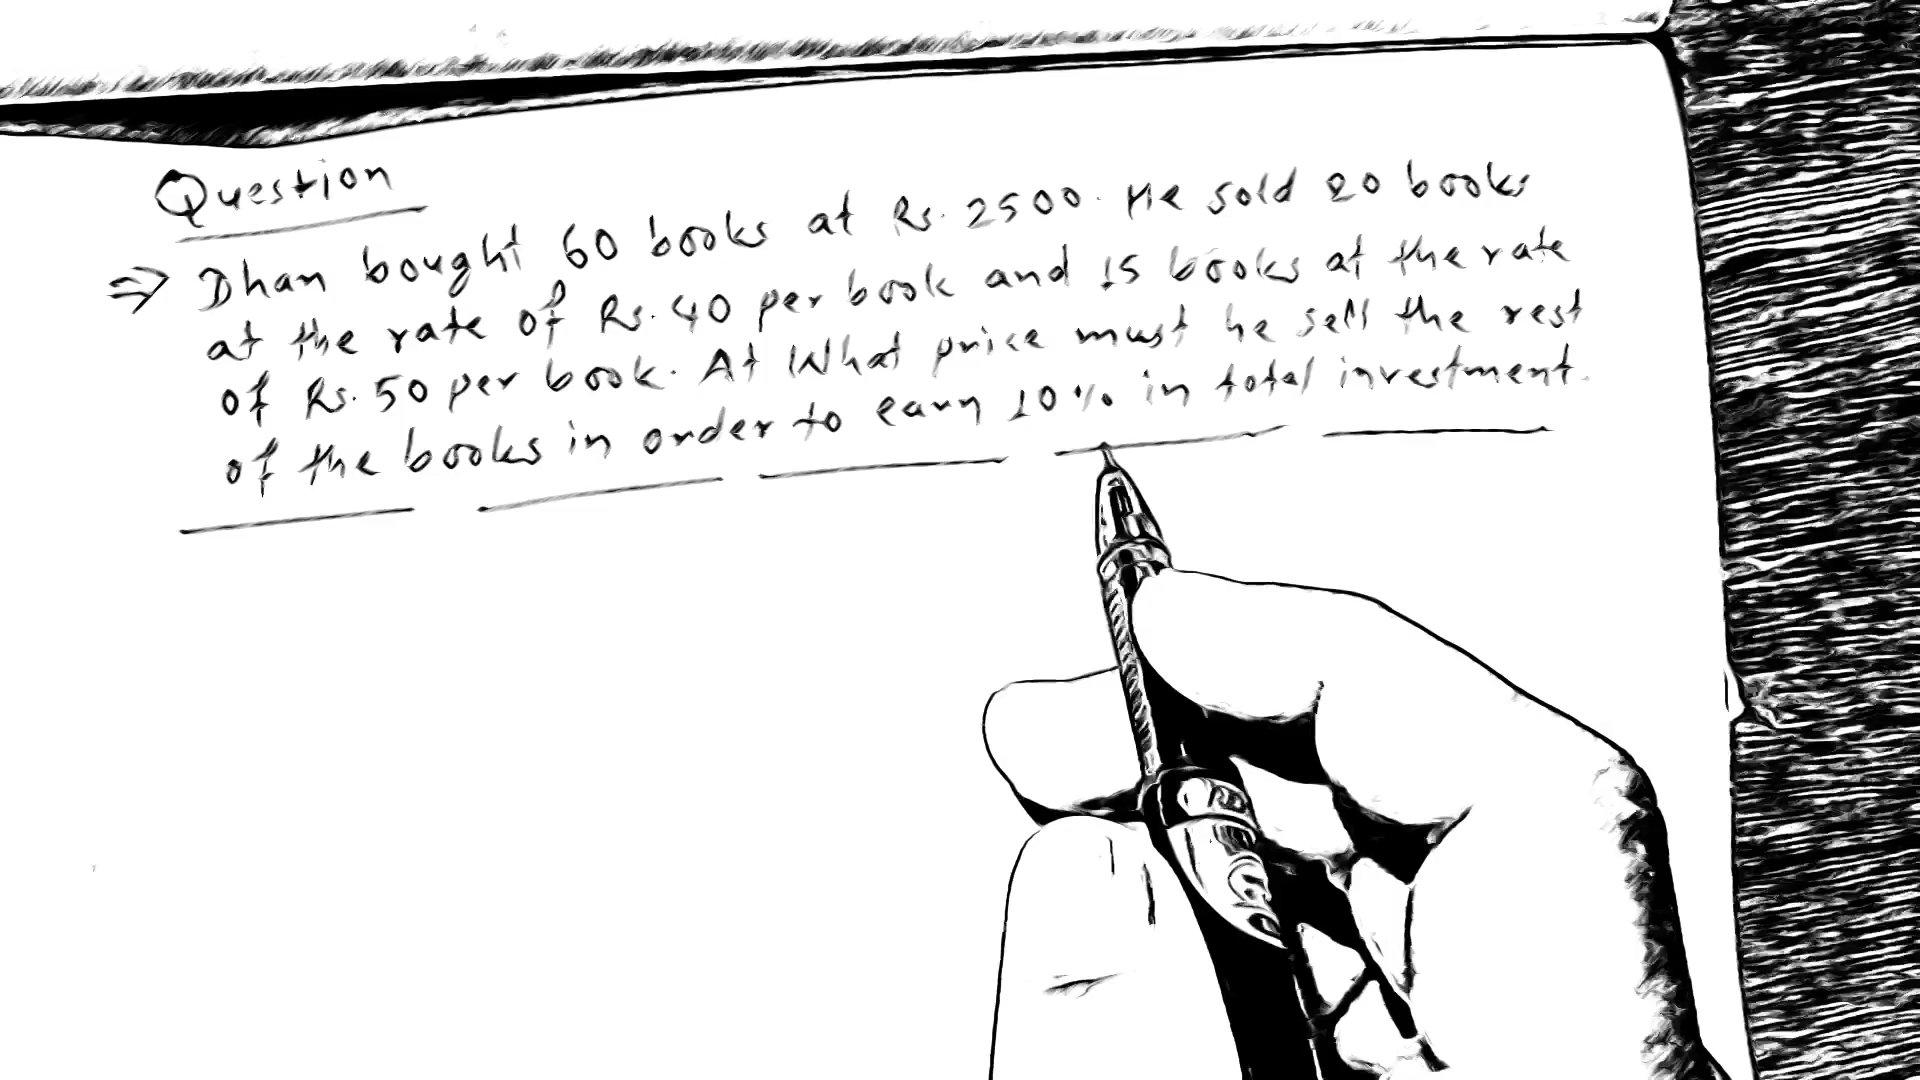 Question
⇒ Dhan bought 60 books at Rs. 2500. He sold 20 books
at the rate of Rs. 40 per book and 15 books at the rate
of Rs. 50 per book. At What price must he sell the rest
of the books in order to earn 10% in total investment.